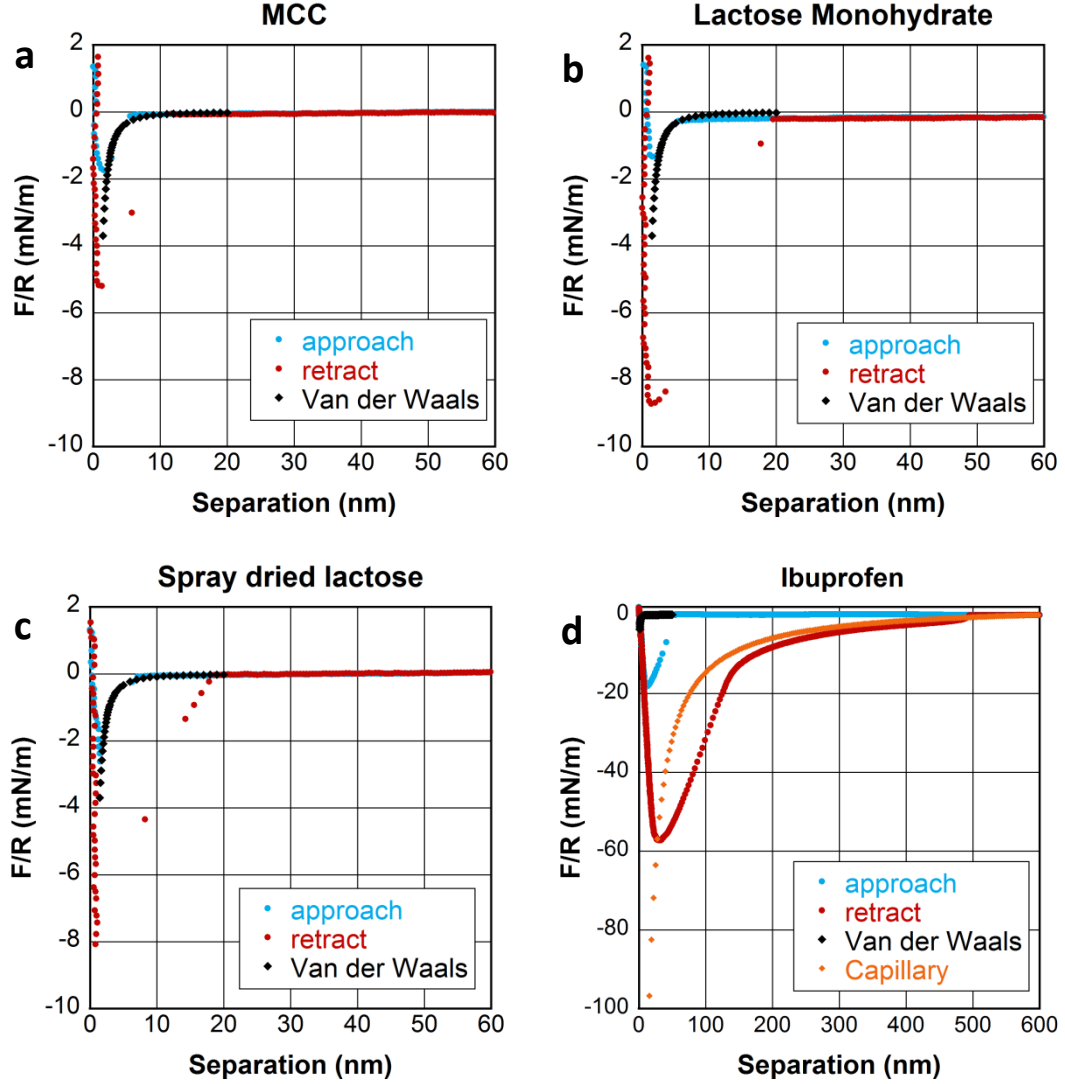 MCC
a
2
0
-2
-4
-6
-8
-10
F/R (mN/m)
approach
retract
Van der Waals
0 10 20 30 40 50 60
Separation (nm)
Lactose Monohydrate
b
2
0
-2
-4
-6
-8
-10
F/R (mN/m)
approach
retract
Van der Waals
0 10 20 30 40 50 60
Separation (nm)
Spray dried lactose
c
2
0
-2
-4
-6
-8
-10
F/R (mN/m)
approach
retract
Van der Waals
0 10 20 30 40 50 60
Separation (nm)
Ibuprofen
d
0
-20
-40
-60
-80
-100
F/R (mN/m)
approach
retract
Van der Waals
Capillary
0 100 200 300 400 500 600
Separation (nm)